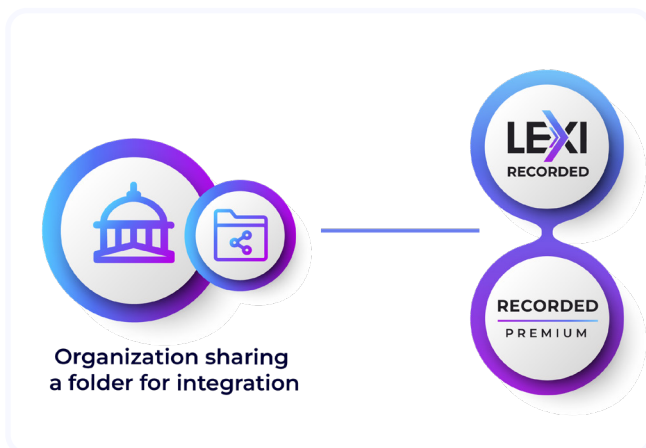 Organization sharing
a folder for integration
LEXI
RECORDED
RECORDED
PREMIUM